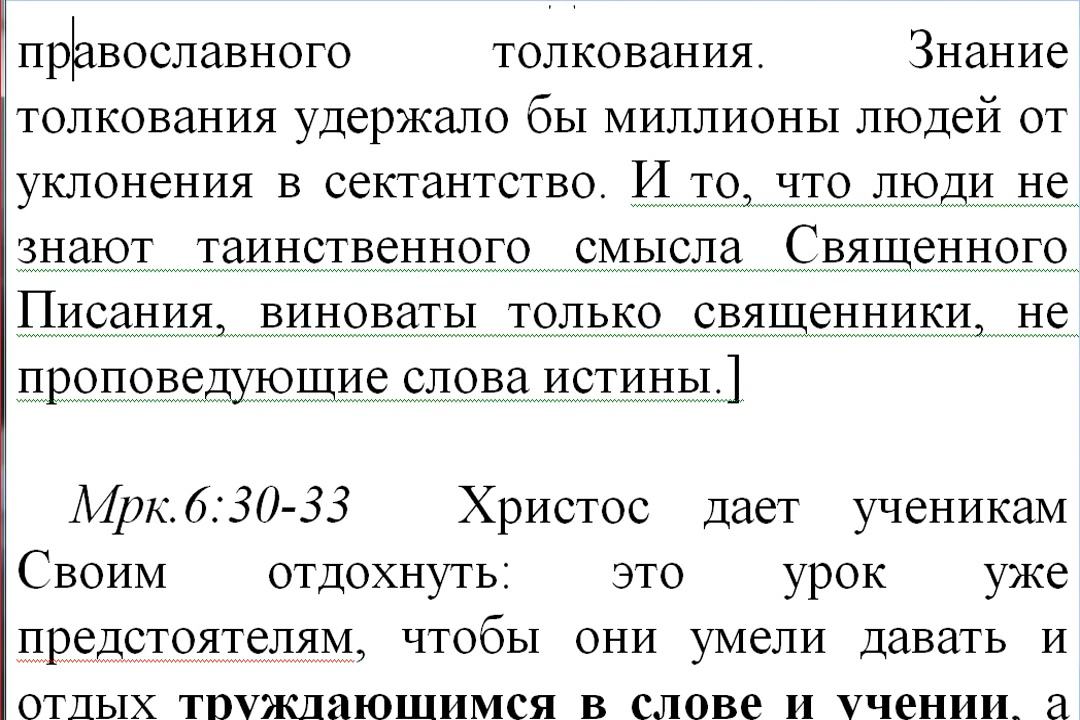 православного толкования. Знание
толкования удержало бы миллионы людей от
уклонения в сектантство. И то, что люди не
знают таинственного смысла Священного
Писания, виноваты только священники, не
проповедующие слова истины.]
Мрк.6:30-33 Христос дает ученикам
Своим отдохнуть: это урок уже
предстоятелям, чтобы они умели давать и
отдых труждающимся в слове и учении, а